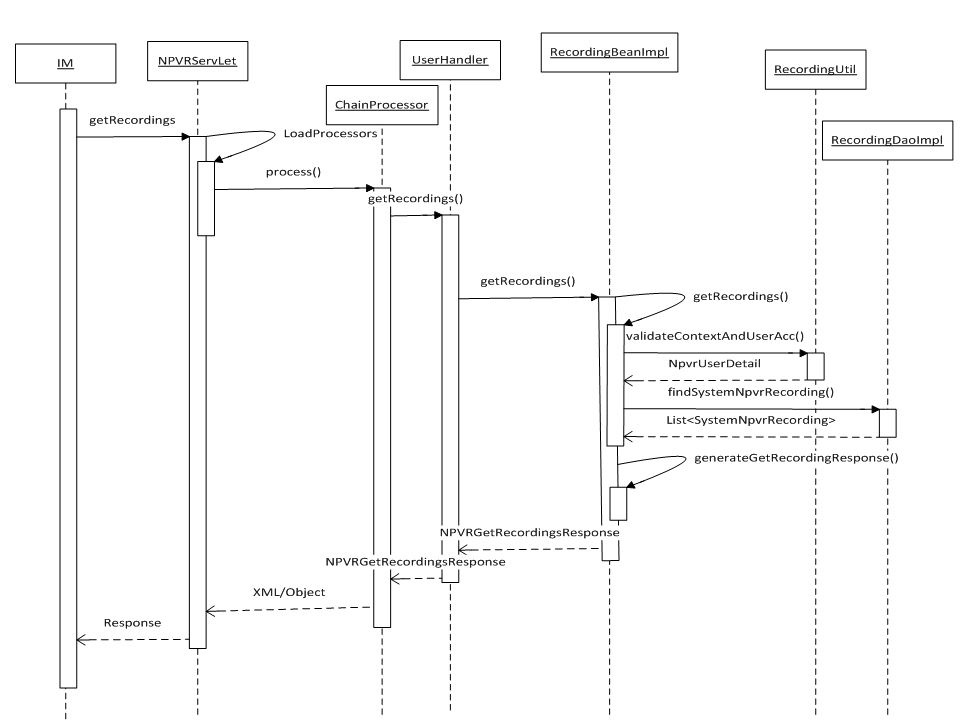 IM
NPVRServLet
UserHandler
RecordingBeanImpl
RecordingUtil
ChainProcessor
RecordingDaoImpl
getRecordings
LoadProcessors
process()
getRecordings()
getRecordings()
getRecordings()
validateContextAndUserAcc()
NpvrUserDetail
findSystemNpvrRecording()
List<SystemNpvrRecording>
generateGetRecordingResponse()
NPVRGetRecordingsResponse
NPVRGetRecordingsResponse
XML/Object
Response